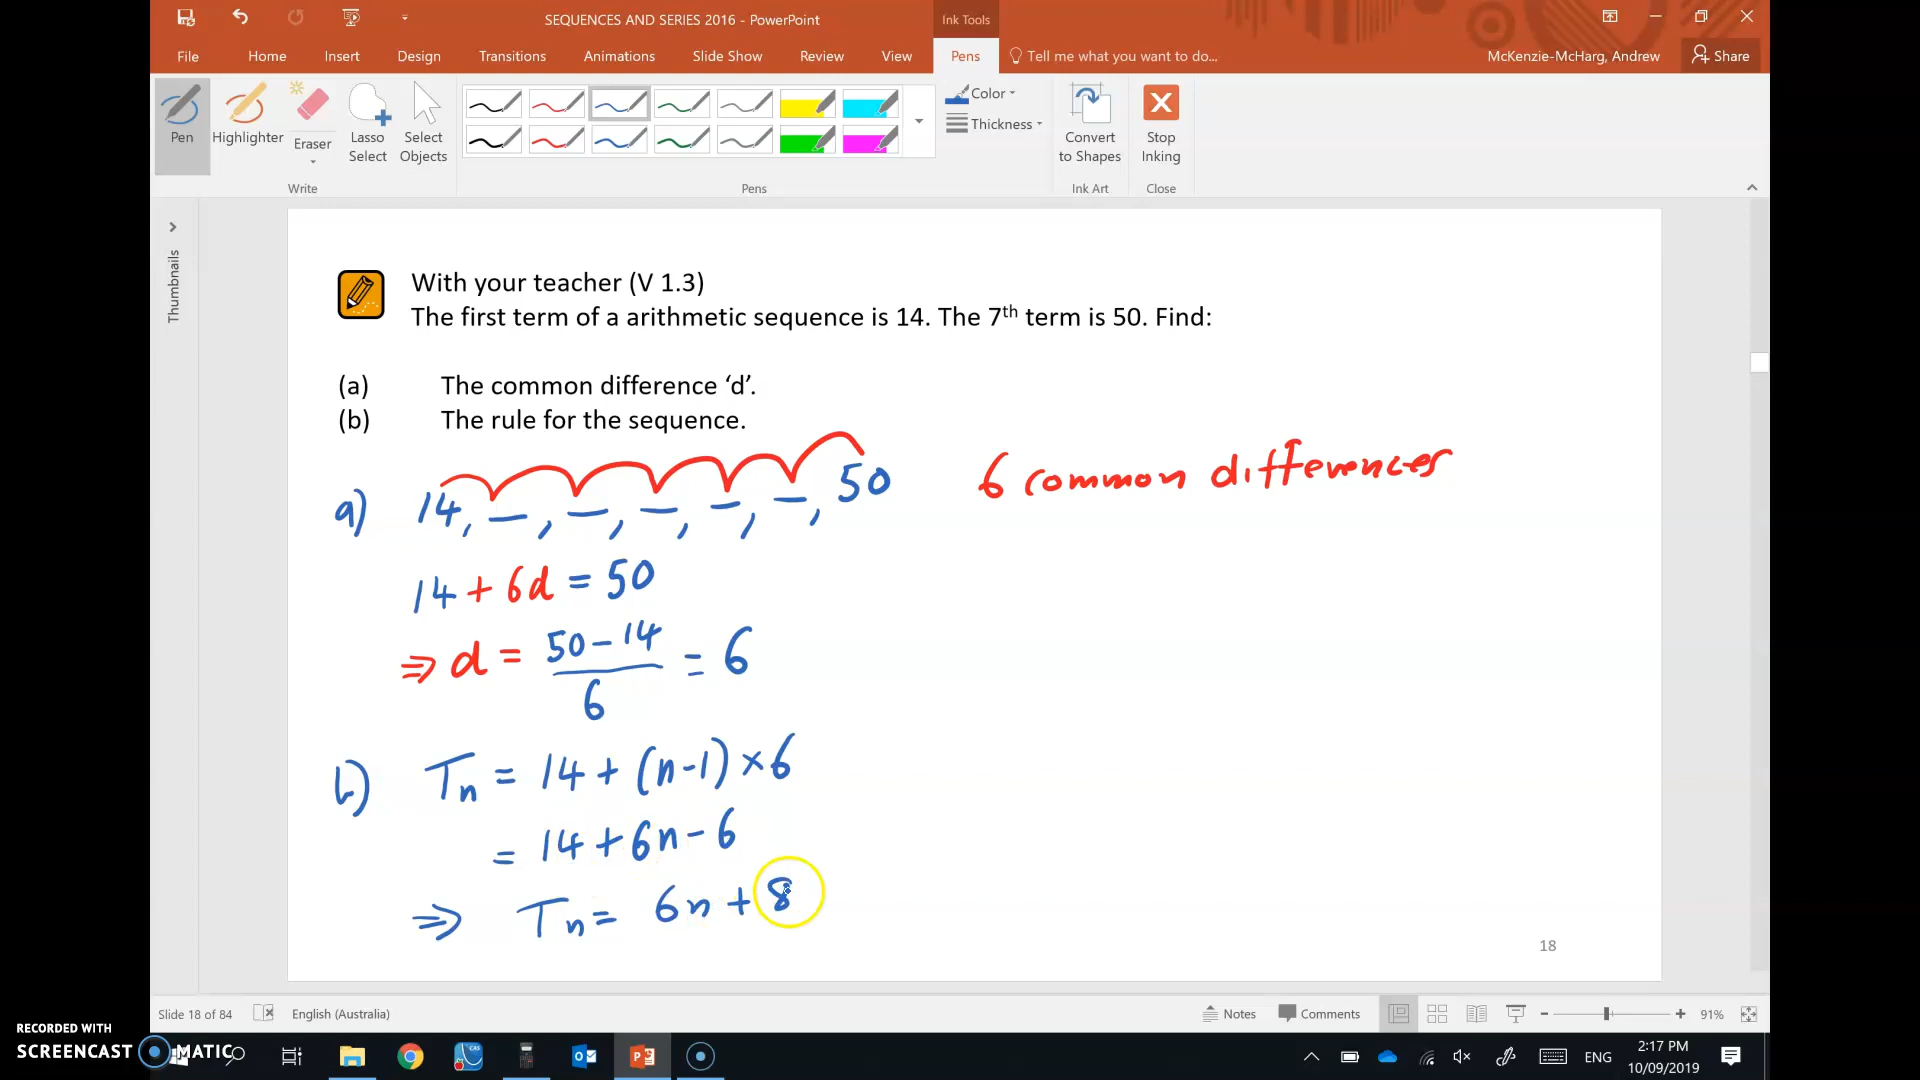 SEQUENCES AND SERIES 2016 - PowerPoint
Ink Tools
File Home Insert Design Transitions Animations Slide Show Review View Pens Tell me what you want to do... McKenzie-McHarg, Andrew Share
Pen Highlighter Eraser Lasso Select Select Objects Color Thickness Convert to Shapes Stop Inking
Write Pens Ink Art Close
Thumbnails
With your teacher (V 1.3)
The first term of a arithmetic sequence is 14. The 7th term is 50. Find:
(a) The common difference ‘d’.
(b) The rule for the sequence.
a) 14, _, _, _, _, _, 50 6 common differences
14 + 6d = 50
⇒ d = (50 - 14)/6 = 6
b) Tn = 14 + (n-1) × 6
= 14 + 6n - 6
⇒ Tn = 6n + 8
18
Slide 18 of 84 English (Australia) Notes Comments 91%
RECORDED WITH
SCREENCAST MATIC
ENG 2:17 PM
10/09/2019